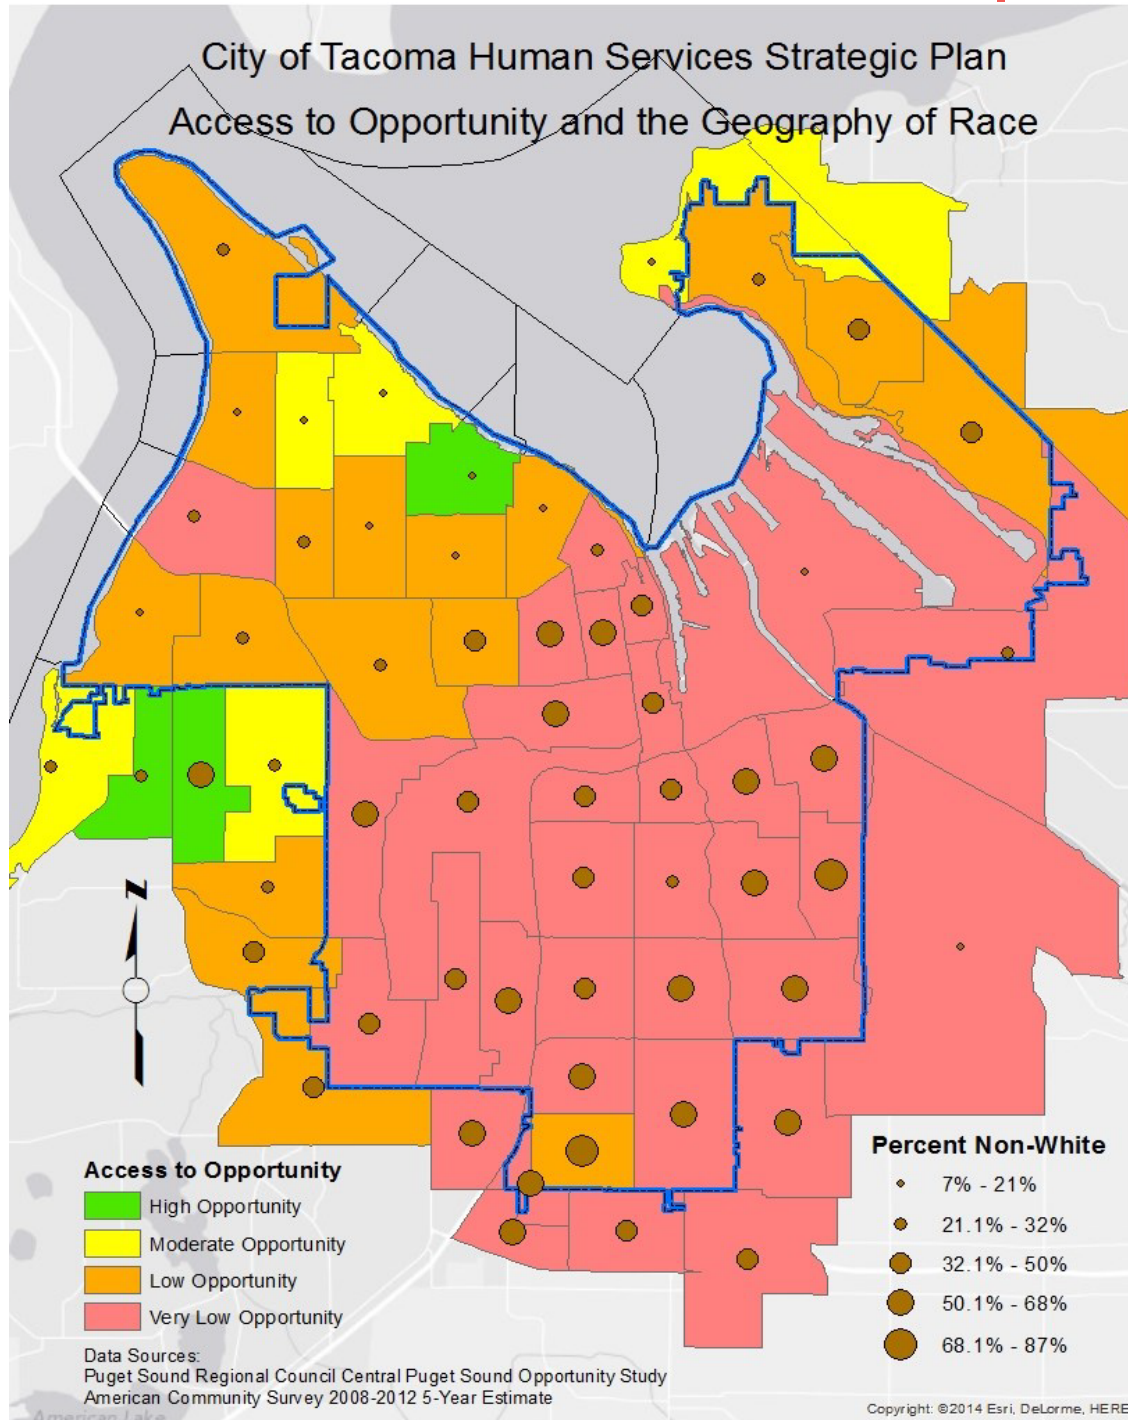 City of Tacoma Human Services Strategic Plan
Access to Opportunity and the Geography of Race
N
Access to Opportunity
High Opportunity
Moderate Opportunity
Low Opportunity
Very Low Opportunity
Data Sources:
Puget Sound Regional Council Central Puget Sound Opportunity Study
American Community Survey 2008-2012 5-Year Estimate
American Lake
Percent Non-White
7% - 21%
21.1% - 32%
32.1% - 50%
50.1% - 68%
68.1% - 87%
Copyright: ©2014 Esri, DeLorme, HERE